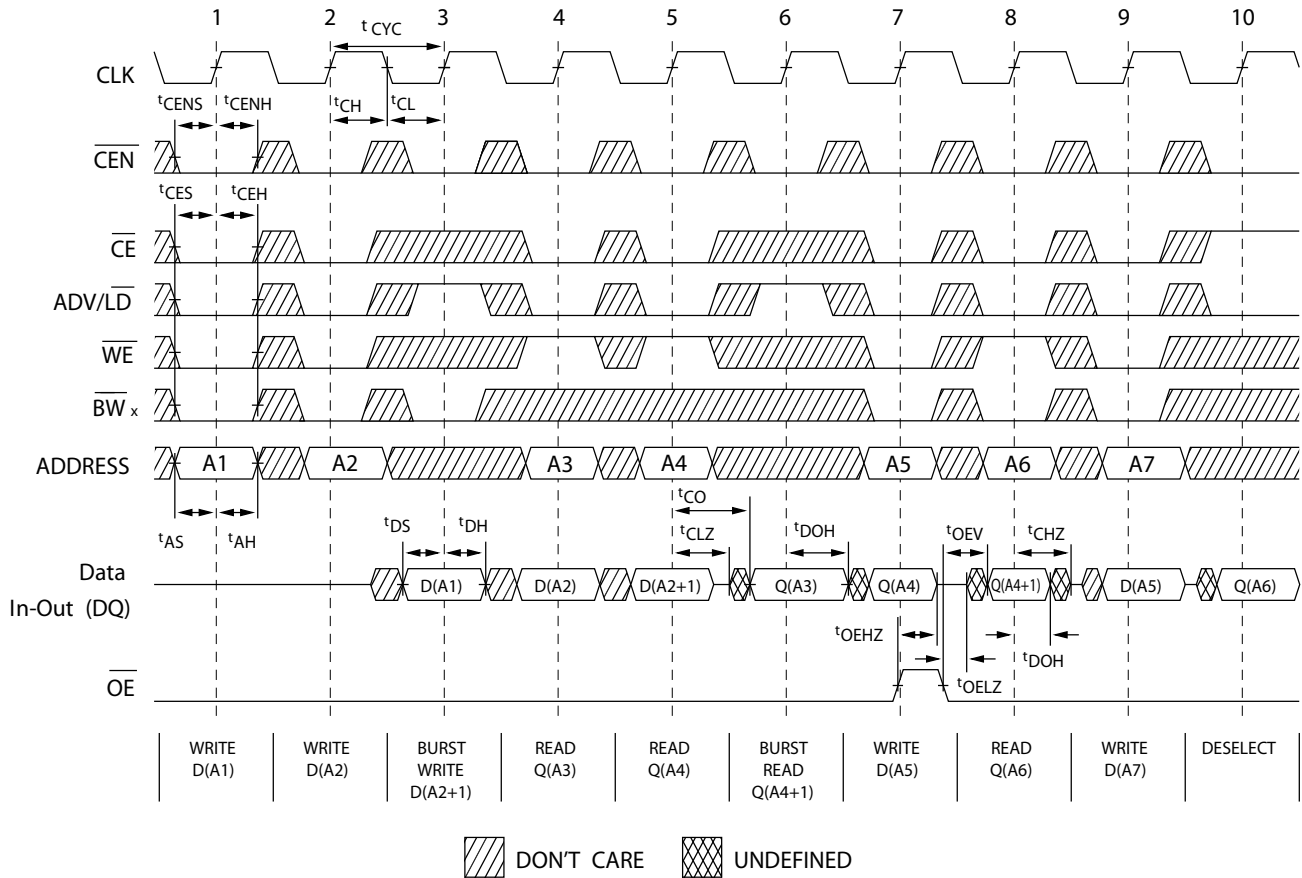 1 2 3 4 5 6 7 8 9 10
t CYC
CLK
tCENS tCENH tCH tCL
CEN
tCES tCEH
CE
ADV/LD
WE
BW x
ADDRESS A1 A2 A3 A4 A5 A6 A7
tCO
tAS tAH tDS tDH tCLZ tDOH tOEV tCHZ
Data
In-Out (DQ)
D(A1) D(A2) D(A2+1) Q(A3) Q(A4) Q(A4+1) D(A5) Q(A6)
tOEHZ tDOH
tOELZ
OE
WRITE
D(A1)
WRITE
D(A2)
BURST
WRITE
D(A2+1)
READ
Q(A3)
READ
Q(A4)
BURST
READ
Q(A4+1)
WRITE
D(A5)
READ
Q(A6)
WRITE
D(A7)
DESELECT
DON'T CARE UNDEFINED